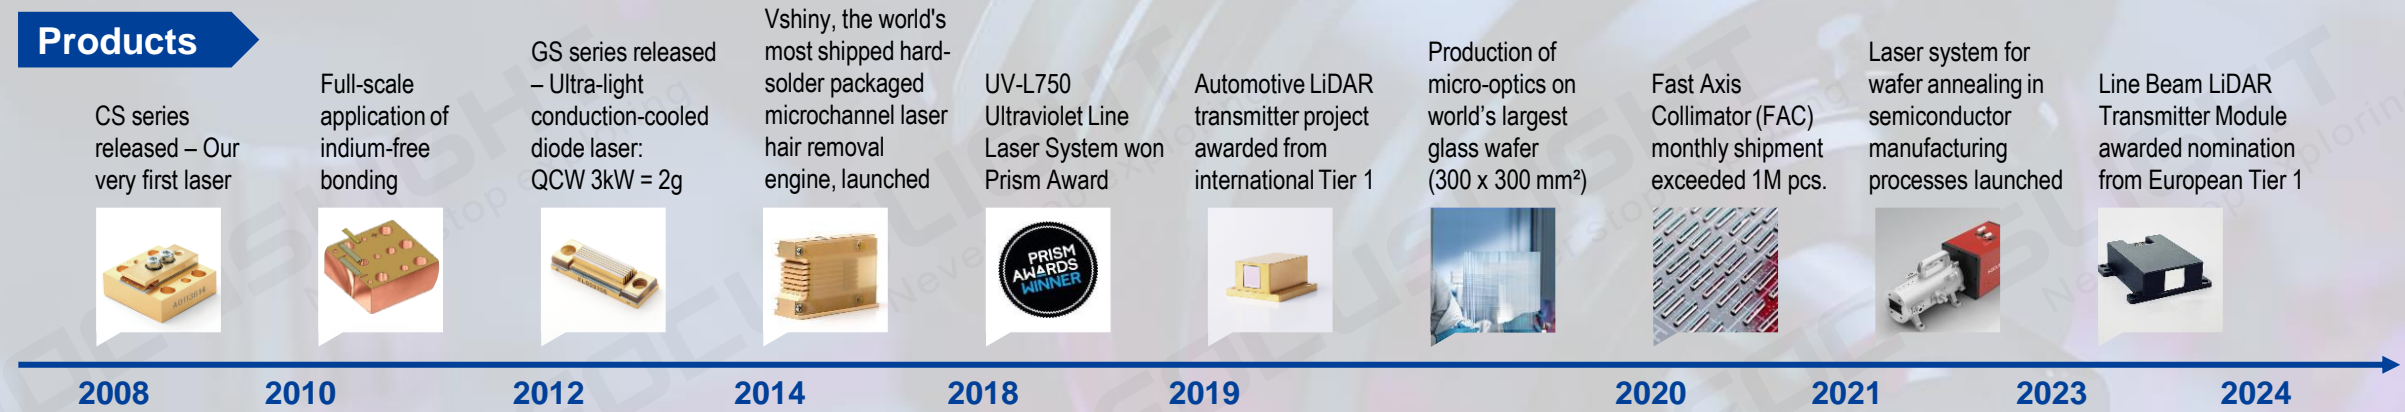 Products
CS series
released – Our
very first laser
Full-scale
application of
indium-free
bonding
GS series released
– Ultra-light
conduction-cooled
diode laser:
QCW 3kW = 2g
Vshiny, the world's
most shipped hard-
solder packaged
microchannel laser
hair removal
engine, launched
UV-L750
Ultraviolet Line
Laser System won
Prism Award
Automotive LiDAR
transmitter project
awarded from
international Tier 1
Production of
micro-optics on
world’s largest
glass wafer
(300 x 300 mm²)
Fast Axis
Collimator (FAC)
monthly shipment
exceeded 1M pcs.
Laser system for
wafer annealing in
semiconductor
manufacturing
processes launched
Line Beam LiDAR
Transmitter Module
awarded nomination
from European Tier 1
PRISM
AWARDS
WINNER
2008
2010
2012
2014
2018
2019
2020
2021
2023
2024
FOCUSLIGHT
Never stop exploring